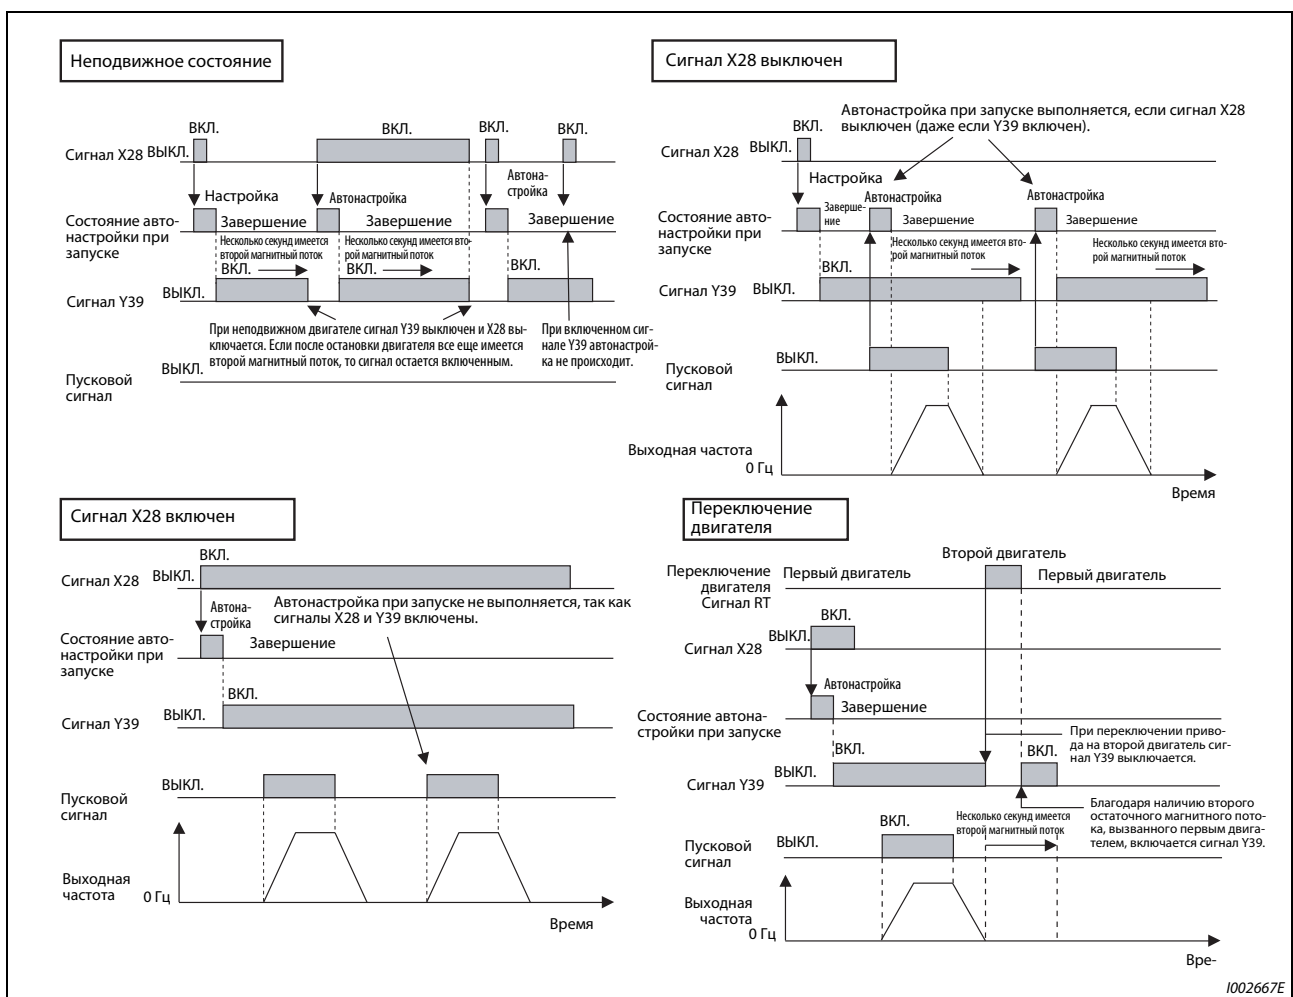 Неподвижное состояние
ВКЛ.
ВКЛ.
ВКЛ.
ВКЛ.
Сигнал X28 ВЫКЛ.
Настройка
Автонастройка
Автона-
стройка
Состояние авто-
настройки при
запуске
Завершение
Завершение
Завершение
Несколько секунд имеется
второй магнитный поток
Несколько секунд имеется вто-
рой магнитный поток
ВКЛ.
ВКЛ.
ВКЛ.
Сигнал Y39
ВЫКЛ.
При неподвижном двигателе сигнал Y39 выключен и X28 вы-
ключается. Если после остановки двигателя все еще имеется
второй магнитный поток, то сигнал остается включенным.
При включенном сиг-
нале Y39 автонастрой-
ка не происходит.
Пусковой
сигнал
ВЫКЛ.
Сигнал X28 выключен
Автонастройка при запуске выполняется, если сигнал X28
выключен (даже если Y39 включен).
ВКЛ.
Сигнал X28
ВЫКЛ.
Настройка
Автонастройка
Автонастройка
Состояние авто-
настройки при
запуске
Заверше-
ние
Завершение
Завершение
Несколько секунд имеется вто-
рой магнитный поток
Несколько секунд имеется вто-
рой магнитный поток
Сигнал Y39
ВЫКЛ.
Пусковой
сигнал
ВЫКЛ.
Выходная частота
0 Гц
Время
Сигнал X28 включен
ВКЛ.
Сигнал X28
ВЫКЛ.
Автона-
стройка
Автонастройка при запуске не выполняется, так как
сигналы X28 и Y39 включены.
Состояние авто-
настройки при
запуске
Завершение
ВКЛ.
Сигнал Y39
ВЫКЛ.
Пусковой
сигнал
ВЫКЛ.
Выходная
частота
0 Гц
Время
Переключение
двигателя
Второй двигатель
Переключение
двигателя
Сигнал RT
Первый двигатель
Первый двигатель
ВКЛ.
Сигнал X28
ВЫКЛ.
Автонастройка
Состояние автона-
стройки при запуске
Завершение
ВКЛ.
При переключении приво-
да на второй двигатель сиг-
нал Y39 выключается.
ВКЛ.
Сигнал Y39
ВЫКЛ.
Благодаря наличию второго
остаточного магнитного пото-
ка, вызванного первым двига-
телем, включается сигнал Y39.
Несколько секунд имеется
второй магнитный поток
ВКЛ.
Пусковой
сигнал
ВЫКЛ.
Выходная
частота
0 Гц
Вре-
I002667E